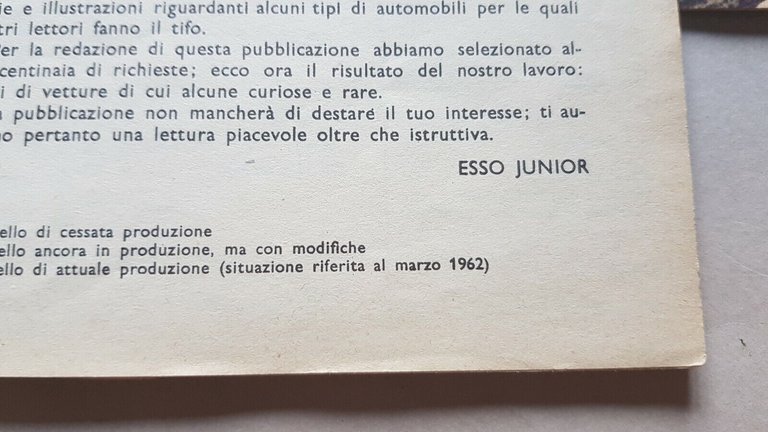 ie e illustrazioni riguardanti alcuni tipi di automobili per le quali
tri lettori fanno il tifo.
Per la redazione di questa pubblicazione abbiamo selezionato al-
centinaia di richieste; ecco ora il risultato del nostro lavoro:
i di vetture di cui alcune curiose e rare.
a pubblicazione non mancherà di destare il tuo interesse; ti au-
no pertanto una lettura piacevole oltre che istruttiva.
ESSO JUNIOR
ello di cessata produzione
ello ancora in produzione, ma con modifiche
ello di attuale produzione (situazione riferita al marzo 1962)